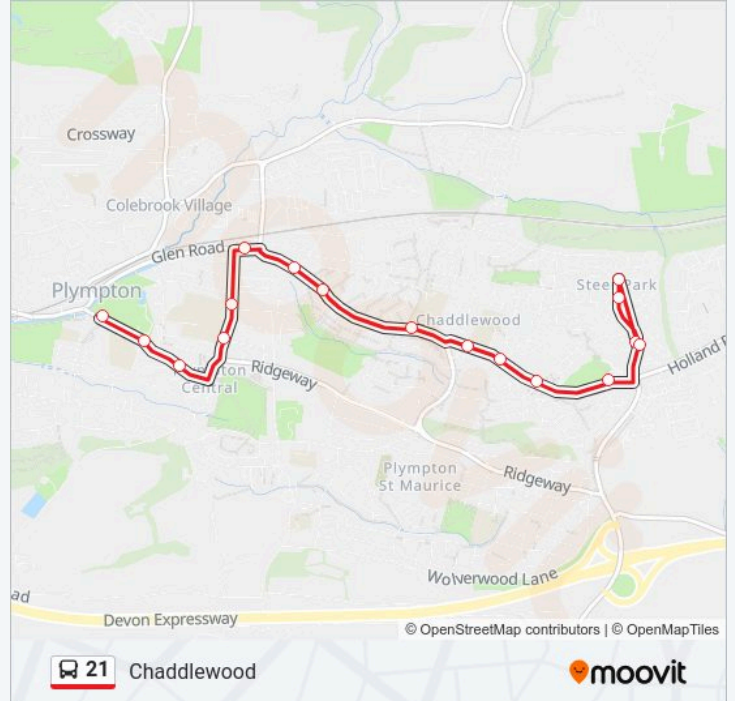 Crossway
Colebrook Village
Glen Road
Plympton
Steer Park
Chaddlewood
Holland
Ridgeway
Central
Plympton
St Maurice
Ridgeway
Wolverwood Lane
ad
Devon Expressway
© OpenStreetMap contributors | © OpenMapTiles
21 Chaddlewood
moovit